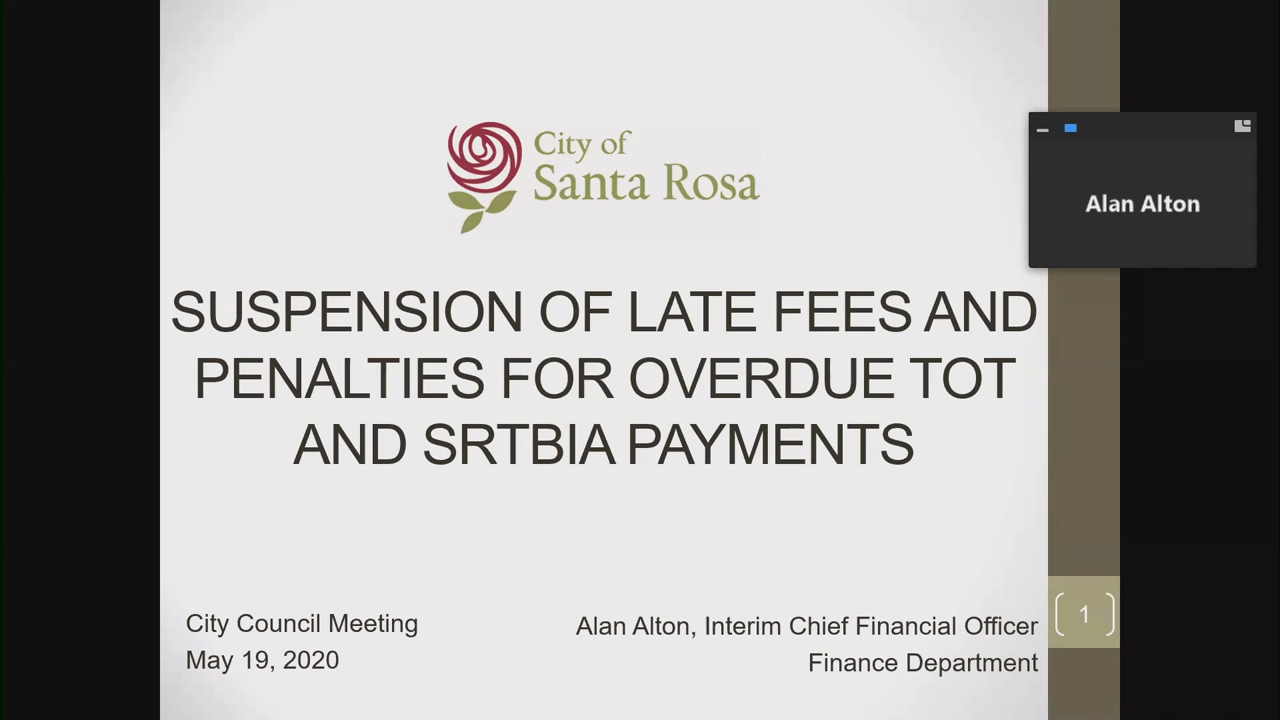 City of
Santa Rosa
Alan Alton
SUSPENSION OF LATE FEES AND
PENALTIES FOR OVERDUE TOT
AND SRTBIA PAYMENTS
City Council Meeting
May 19, 2020
Alan Alton, Interim Chief Financial Officer
Finance Department
1